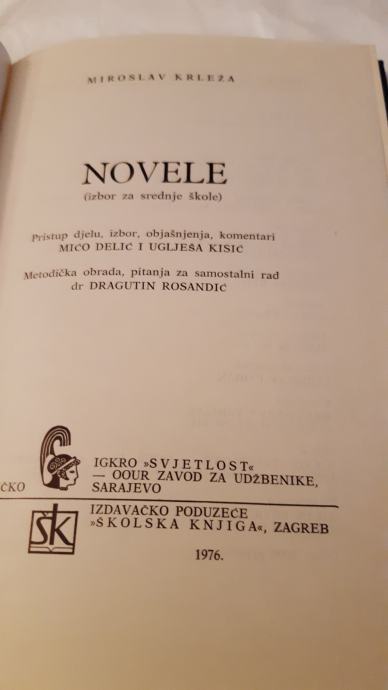 MIROSLAV KRLEŽA
NOVELE
(izbor za srednje škole)
Pristup djelu, izbor, objašnjenja, komentari
MIĆO DELIĆ I UGLJEŠA KISIĆ
Metodička obrada, pitanja za samostalni rad
dr DRAGUTIN ROSANDIĆ
IGKRO »SVJETLOST«
— OOUR ZAVOD ZA UDŽBENIKE,
SARAJEVO
IZDAVAČKO PODUZEĆE
»ŠKOLSKA KNJIGA«, ZAGREB
ŠK
1976.